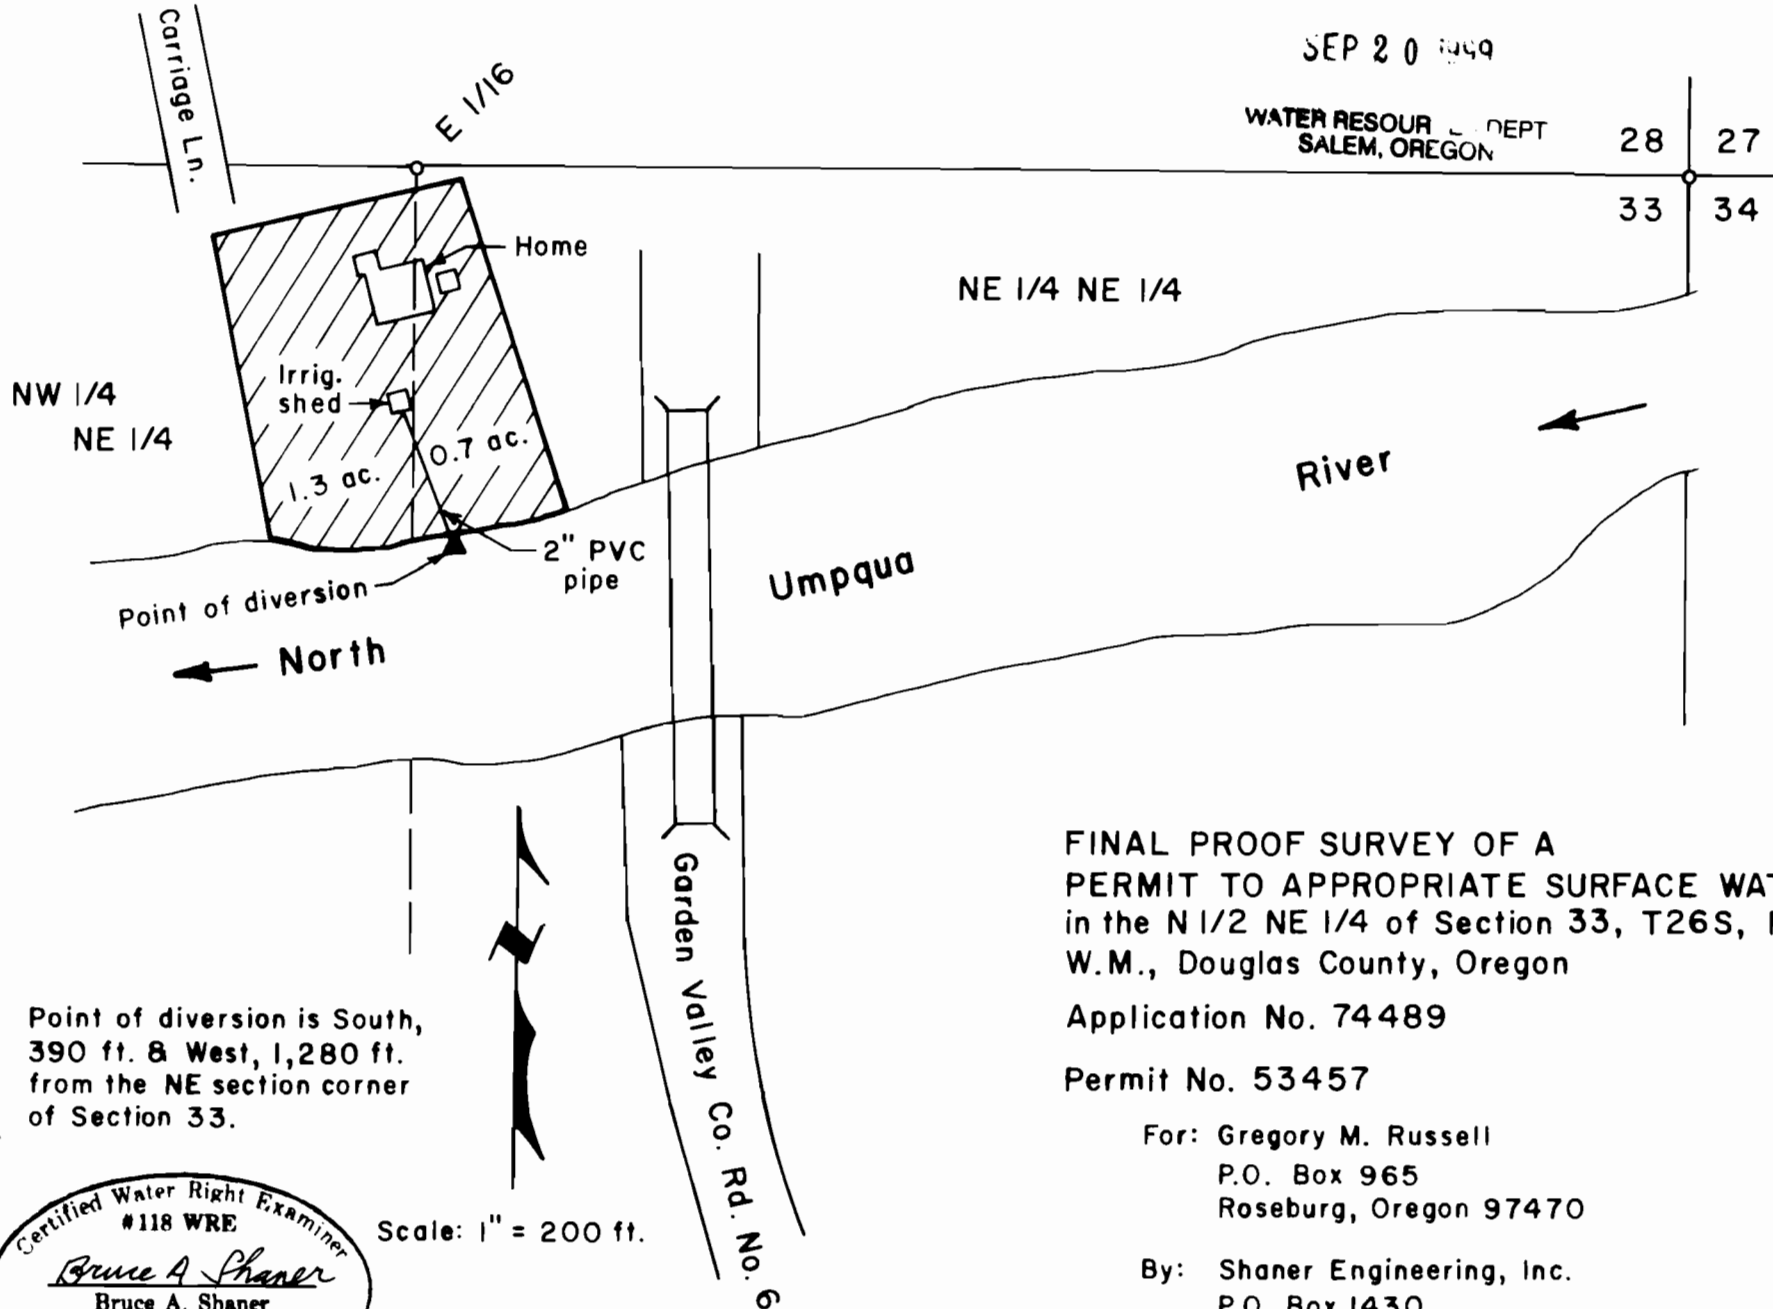 Carriage Ln.
E 1/16
SEP 20
WATER RESOUR DEPT
SALEM, OREGON
28 27
33 34
Home
NE 1/4 NE 1/4
NW 1/4
NE 1/4
Irrig.
shed
0.7 ac.
1.3 ac.
River
2" PVC
pipe
Umpqua
Point of diversion
North
FINAL PROOF SURVEY OF A
PERMIT TO APPROPRIATE SURFACE WAT
in the N 1/2 NE 1/4 of Section 33, T26S,
W.M., Douglas County, Oregon
Application No. 74489
Permit No. 53457
For: Gregory M. Russell
P.O. Box 965
Roseburg, Oregon 97470
By: Shaner Engineering, Inc.
P.O. Box 1430
Garden Valley Co. Rd. No. 6
Point of diversion is South,
390 ft. & West, 1,280 ft.
from the NE section corner
of Section 33.
Scale: 1" = 200 ft.
Certified Water Right Examiner
#118 WRE
Bruce A Shaner
Bruce A. Shaner